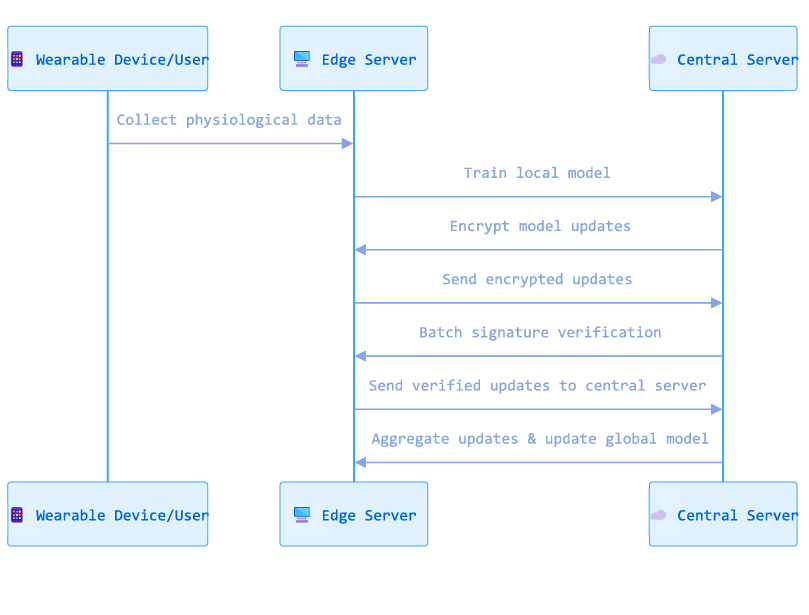 Wearable Device/User
Edge Server
Central Server
Collect physiological data
Train local model
Encrypt model updates
Send encrypted updates
Batch signature verification
Send verified updates to central server
Aggregate updates & update global model
Wearable Device/User
Edge Server
Central Server